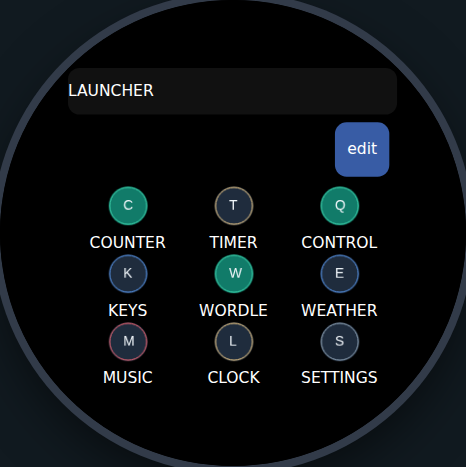 LAUNCHER
edit
C T Q
COUNTER TIMER CONTROL
K W E
KEYS WORDLE WEATHER
M L S
MUSIC CLOCK SETTINGS